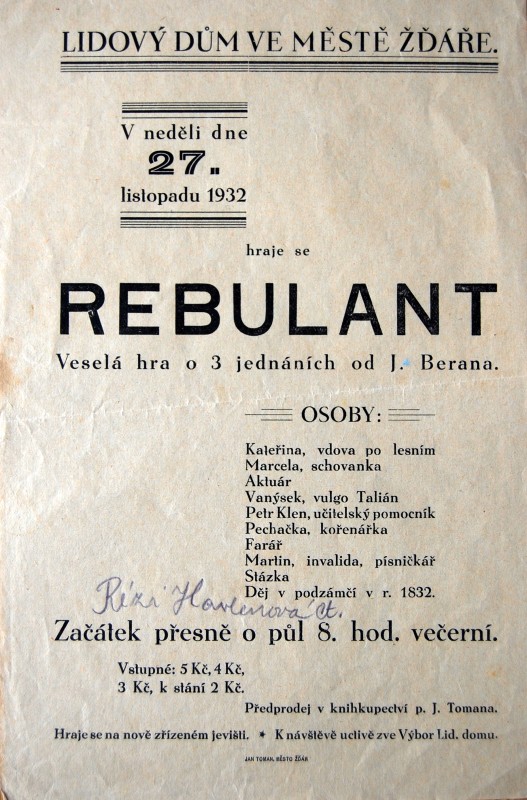 LIDOVÝ DŮM VE MĚSTĚ ŽĎÁŘE.
V neděli dne
27.
listopadu 1932
hraje se
REBULANT
Veselá hra o 3 jednáních od J. Berana.
OSOBY:
Kateřina, vdova po lesním
Marcela, schovanka
Aktuár
Vanýsek, vulgo Talián
Petr Klen, učitelský pomocník
Pechačka, kořenářka
Farář
Martin, invalida, písničkář
Stázka
Děj v podzámčí v r. 1832.
Začátek přesně o půl 8. hod. večerní.
Vstupné: 5 Kč, 4 Kč,
3 Kč, k stání 2 Kč.
Předprodej v knihkupectví p. J. Tomana.
Hraje se na nově zřízeném jevišti. * K návštěvě uctivě zve Výbor Lid. domu.
JAN TOMAN, MĚSTO ŽĎÁR